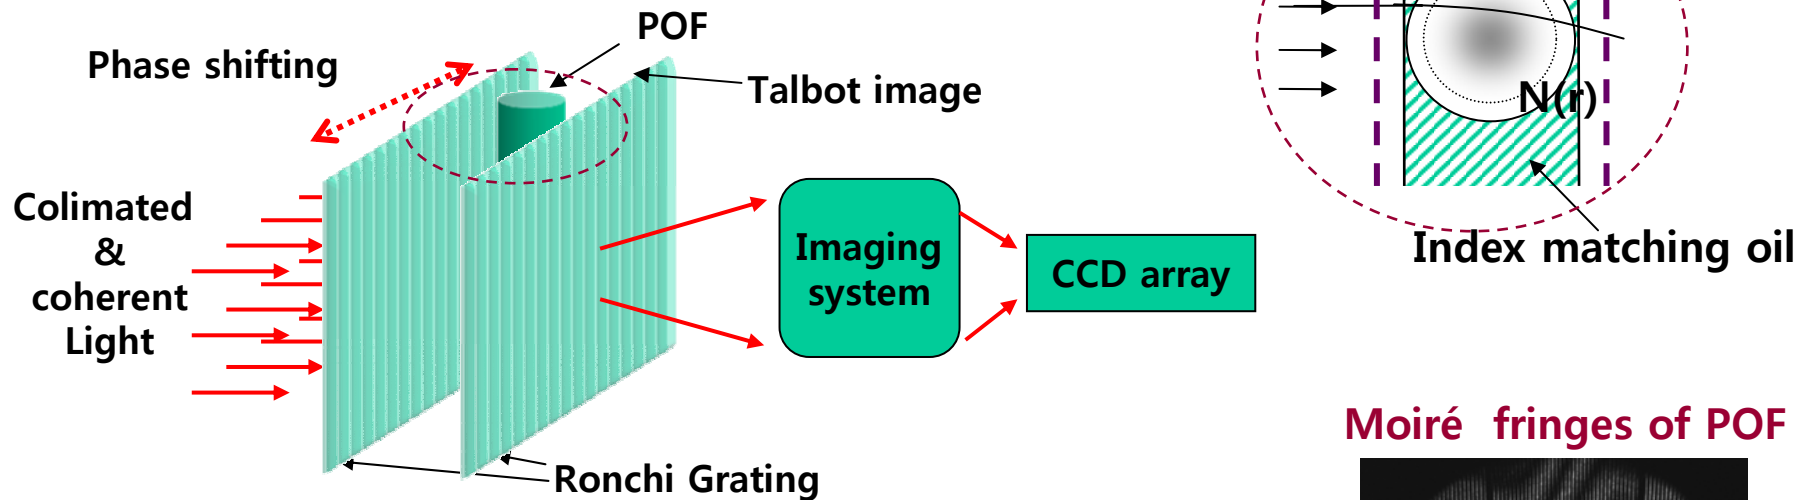 POF
Phase shifting
Talbot image
N(r)
Colimated
&
coherent
Light
Imaging
system
CCD array
Index matching oil
Moiré fringes of POF
Ronchi Grating